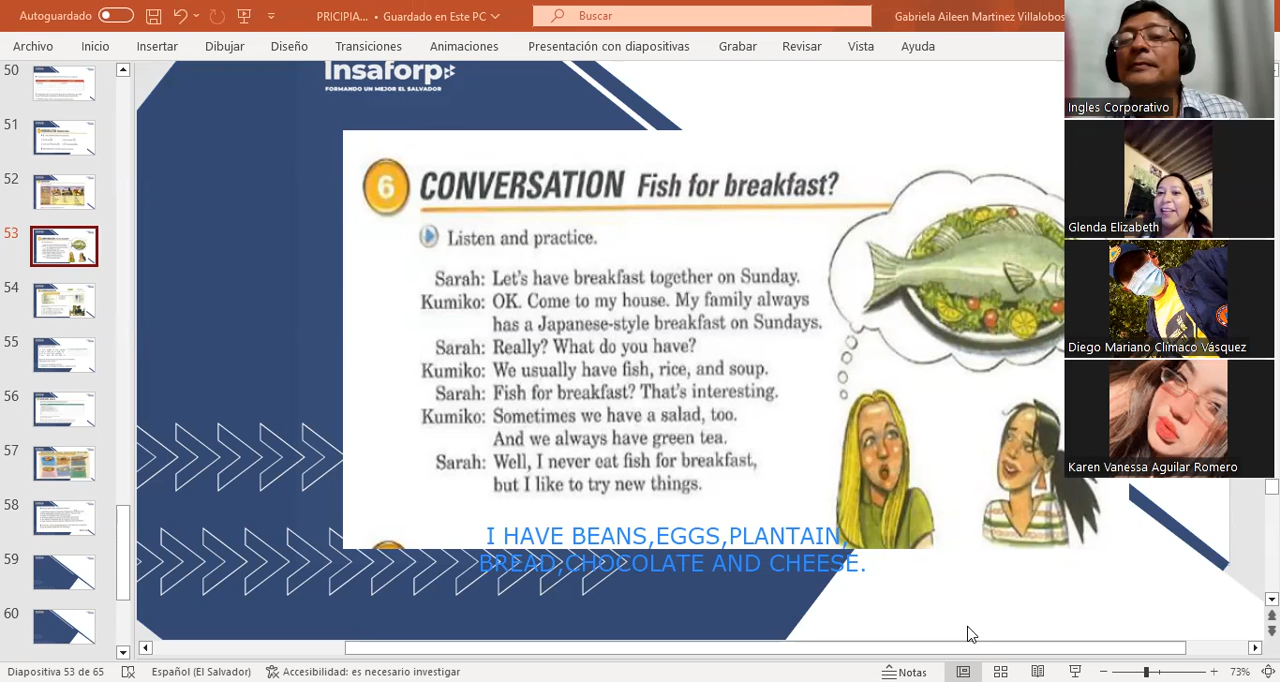 Autoguardado
PRICIPIA... • Guardado en Este PC
Buscar
Gabriela Aileen Martinez Villalobos
Archivo Inicio Insertar Dibujar Diseño Transiciones Animaciones Presentación con diapositivas Grabar Revisar Vista Ayuda
50
51
52
53
54
55
56
57
58
59
60
Insaforp
FORMANDO UN MEJOR EL SALVADOR
6 CONVERSATION Fish for breakfast?
Listen and practice.
Sarah: Let's have breakfast together on Sunday.
Kumiko: OK. Come to my house. My family always
has a Japanese-style breakfast on Sundays.
Sarah: Really? What do you have?
Kumiko: We usually have fish, rice, and soup.
Sarah: Fish for breakfast? That's interesting.
Kumiko: Sometimes we have a salad, too.
And we always have green tea.
Sarah: Well, I never eat fish for breakfast,
but I like to try new things.
I HAVE BEANS,EGGS,PLANTAIN,
BREAD,CHOCOLATE AND CHEESE.
Ingles Corporativo
Glenda Elizabeth
Diego Mariano Clímaco Vásquez
Karen Vanessa Aguilar Romero
Diapositiva 53 de 65
Español (El Salvador)
Accesibilidad: es necesario investigar
Notas
73%